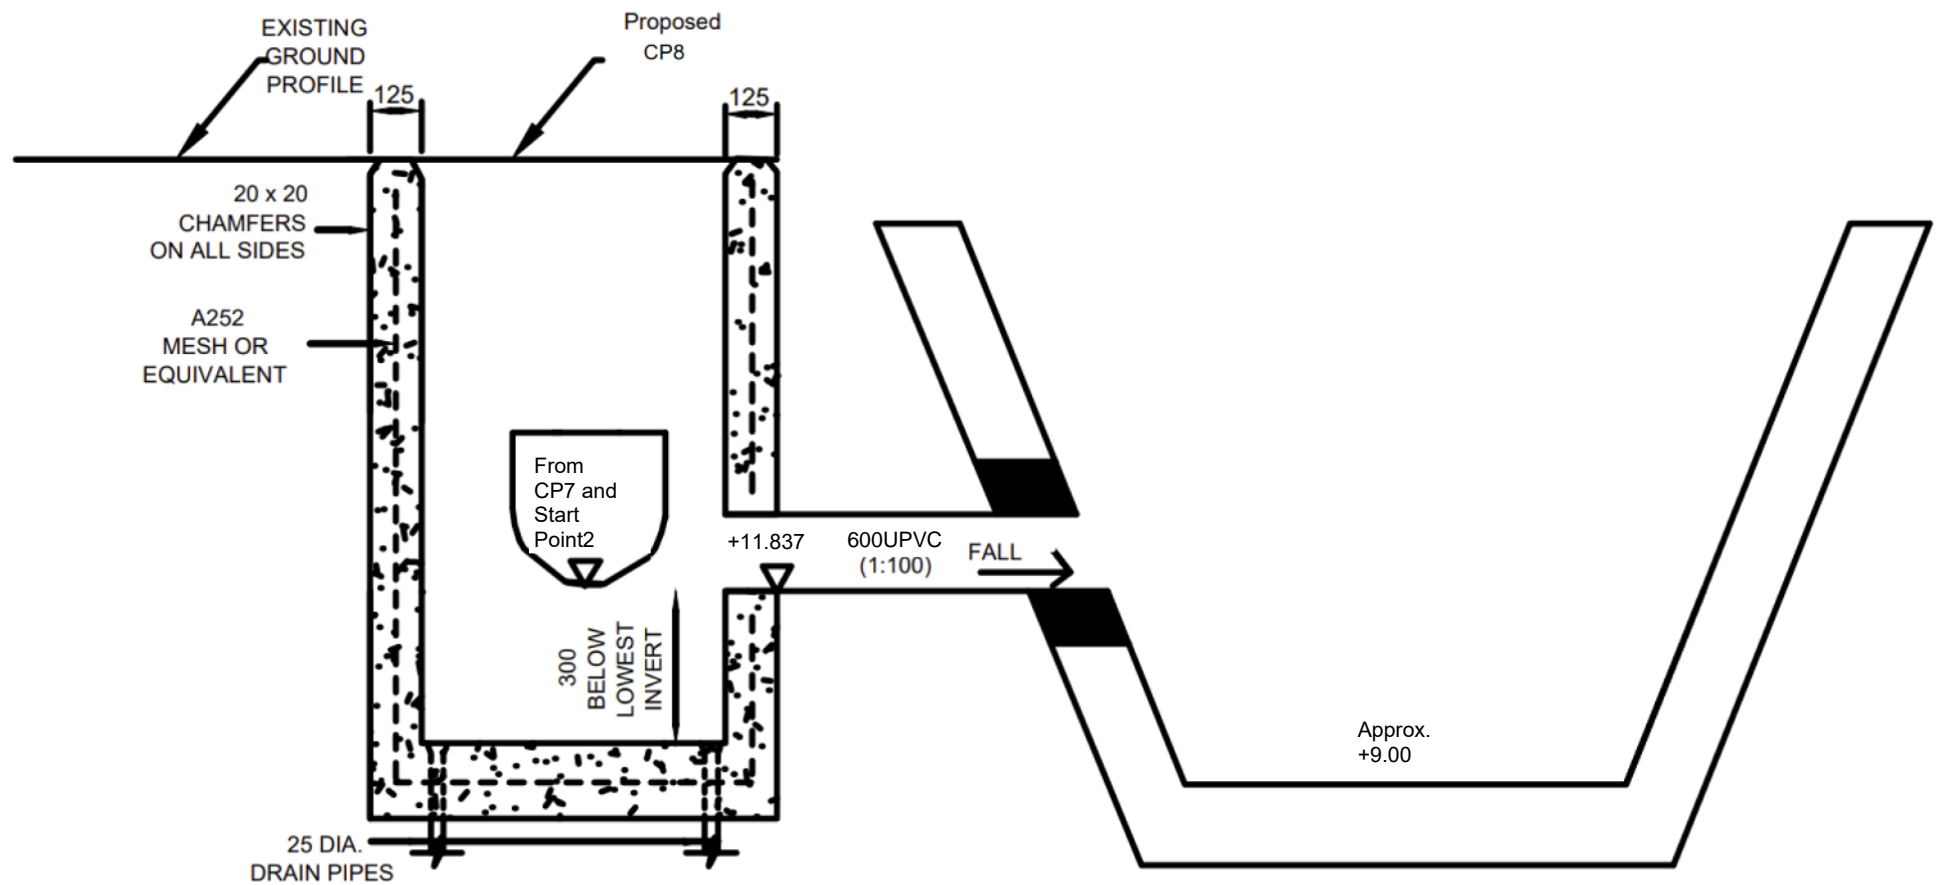 EXISTING
GROUND
PROFILE
Proposed
CP8
125
125
20 x 20
CHAMFERS
ON ALL SIDES
A252
MESH OR
EQUIVALENT
From
CP7 and
Start
Point2
+11.837
600UPVC
(1:100)
FALL
300
BELOW
LOWEST
INVERT
Approx.
+9.00
25 DIA.
DRAIN PIPES